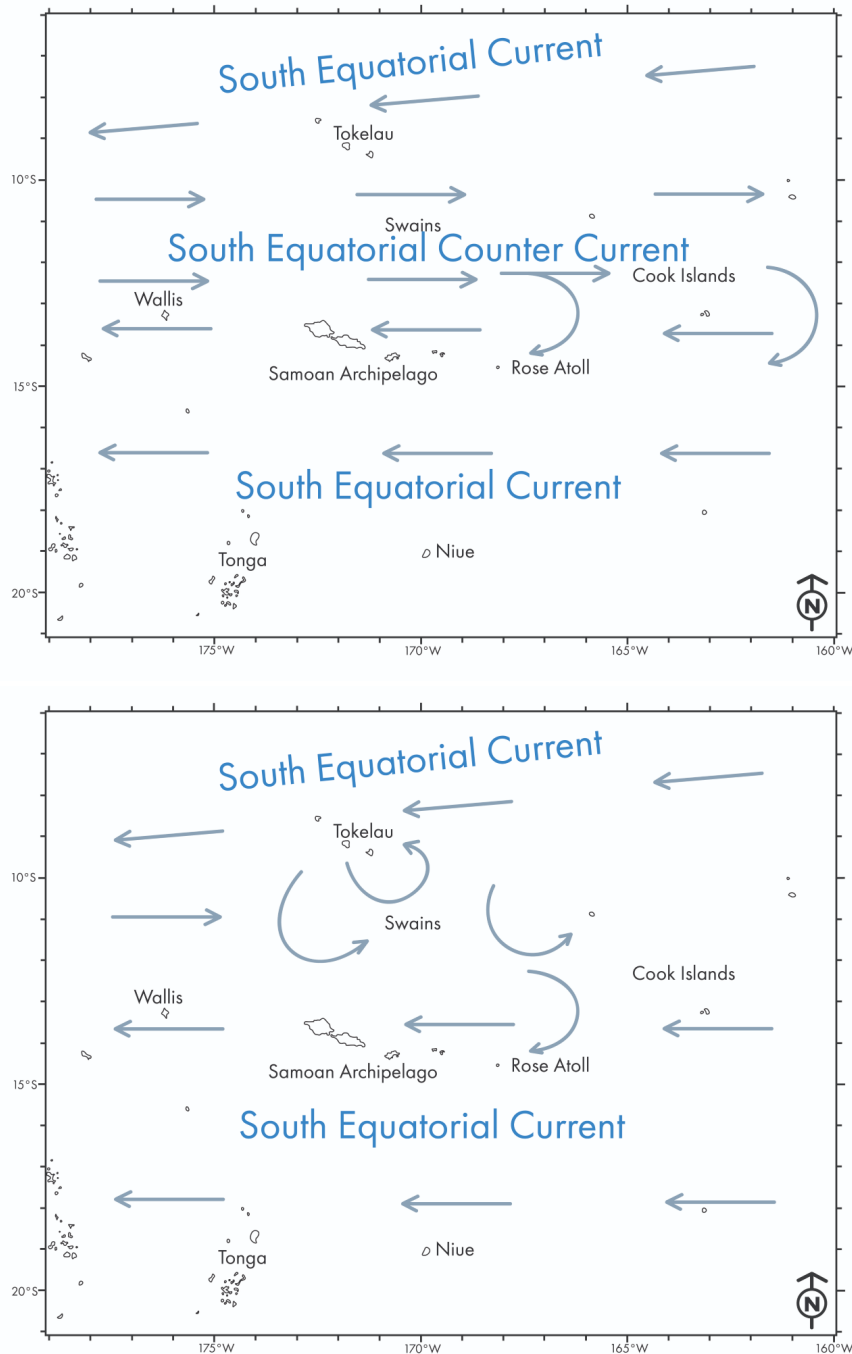 South Equatorial Current
Tokelau
10°S
Swains
South Equatorial Counter Current
Cook Islands
Wallis
Rose Atoll
Samoan Archipelago
15°S
South Equatorial Current
Niue
Tonga
20°S
N
175°W
170°W
165°W
160°W
South Equatorial Current
Tokelau
10°S
Swains
Cook Islands
Wallis
Rose Atoll
Samoan Archipelago
15°S
South Equatorial Current
Niue
Tonga
20°S
N
175°W
170°W
165°W
160°W